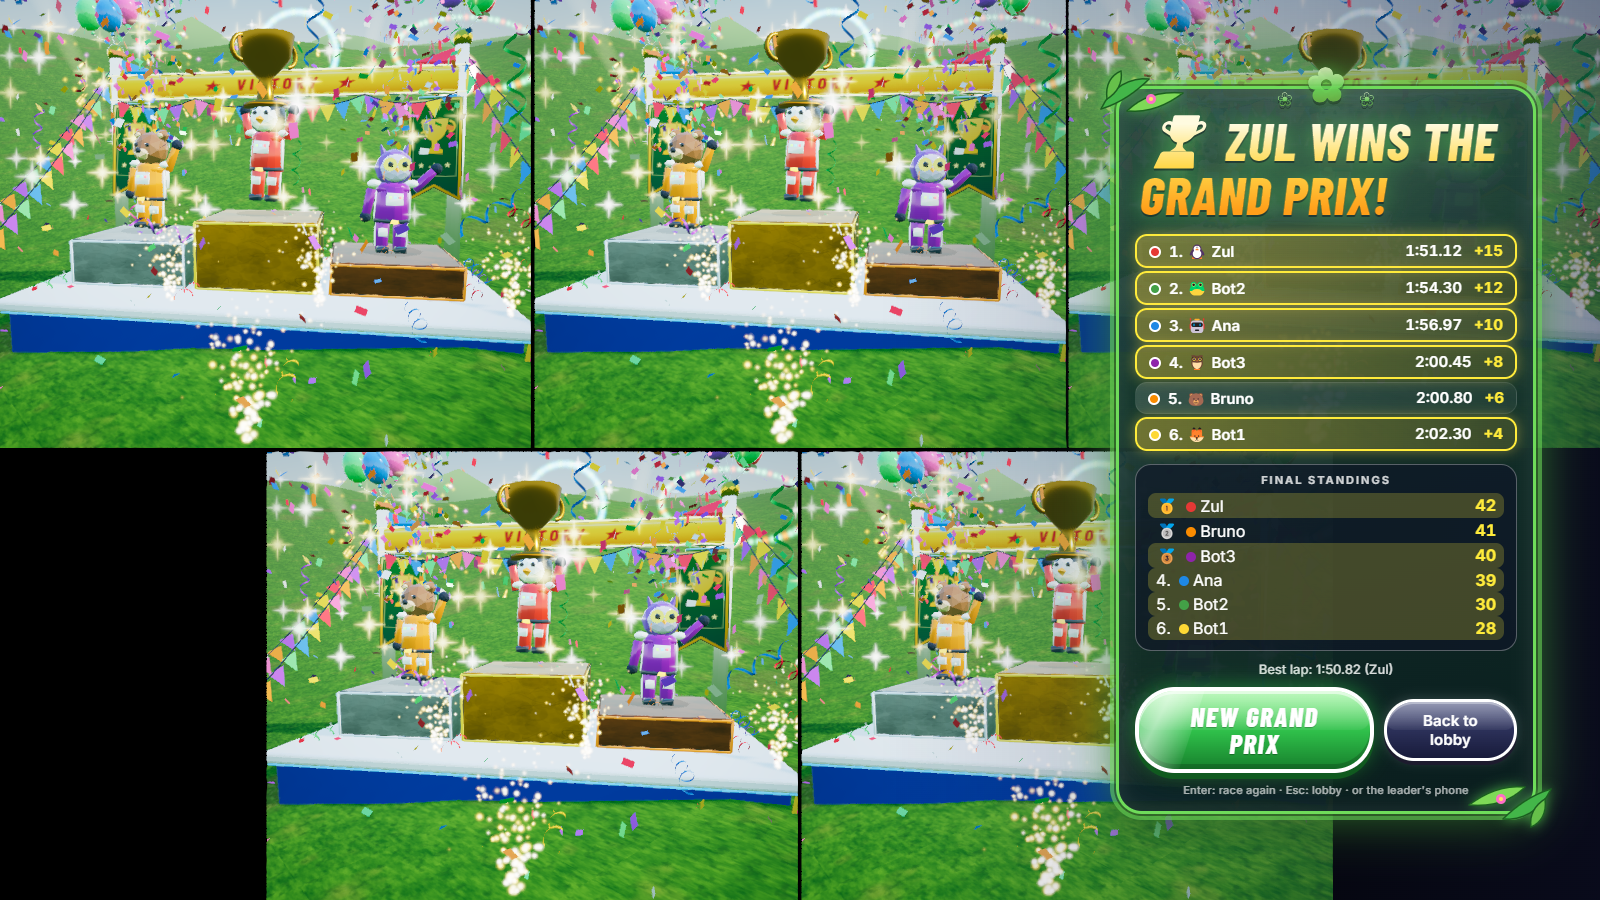 ZUL WINS THE
GRAND PRIX!
1. Zul 1:51.12 +15
2. Bot2 1:54.30 +12
3. Ana 1:56.97 +10
4. Bot3 2:00.45 +8
5. Bruno 2:00.80 +6
6. Bot1 2:02.30 +4
FINAL STANDINGS
1 Zul 42
2 Bruno 41
3 Bot3 40
4. Ana 39
5. Bot2 30
6. Bot1 28
Best lap: 1:50.82 (Zul)
NEW GRAND
PRIX
Back to
lobby
Enter: race again · Esc: lobby · or the leader's phone